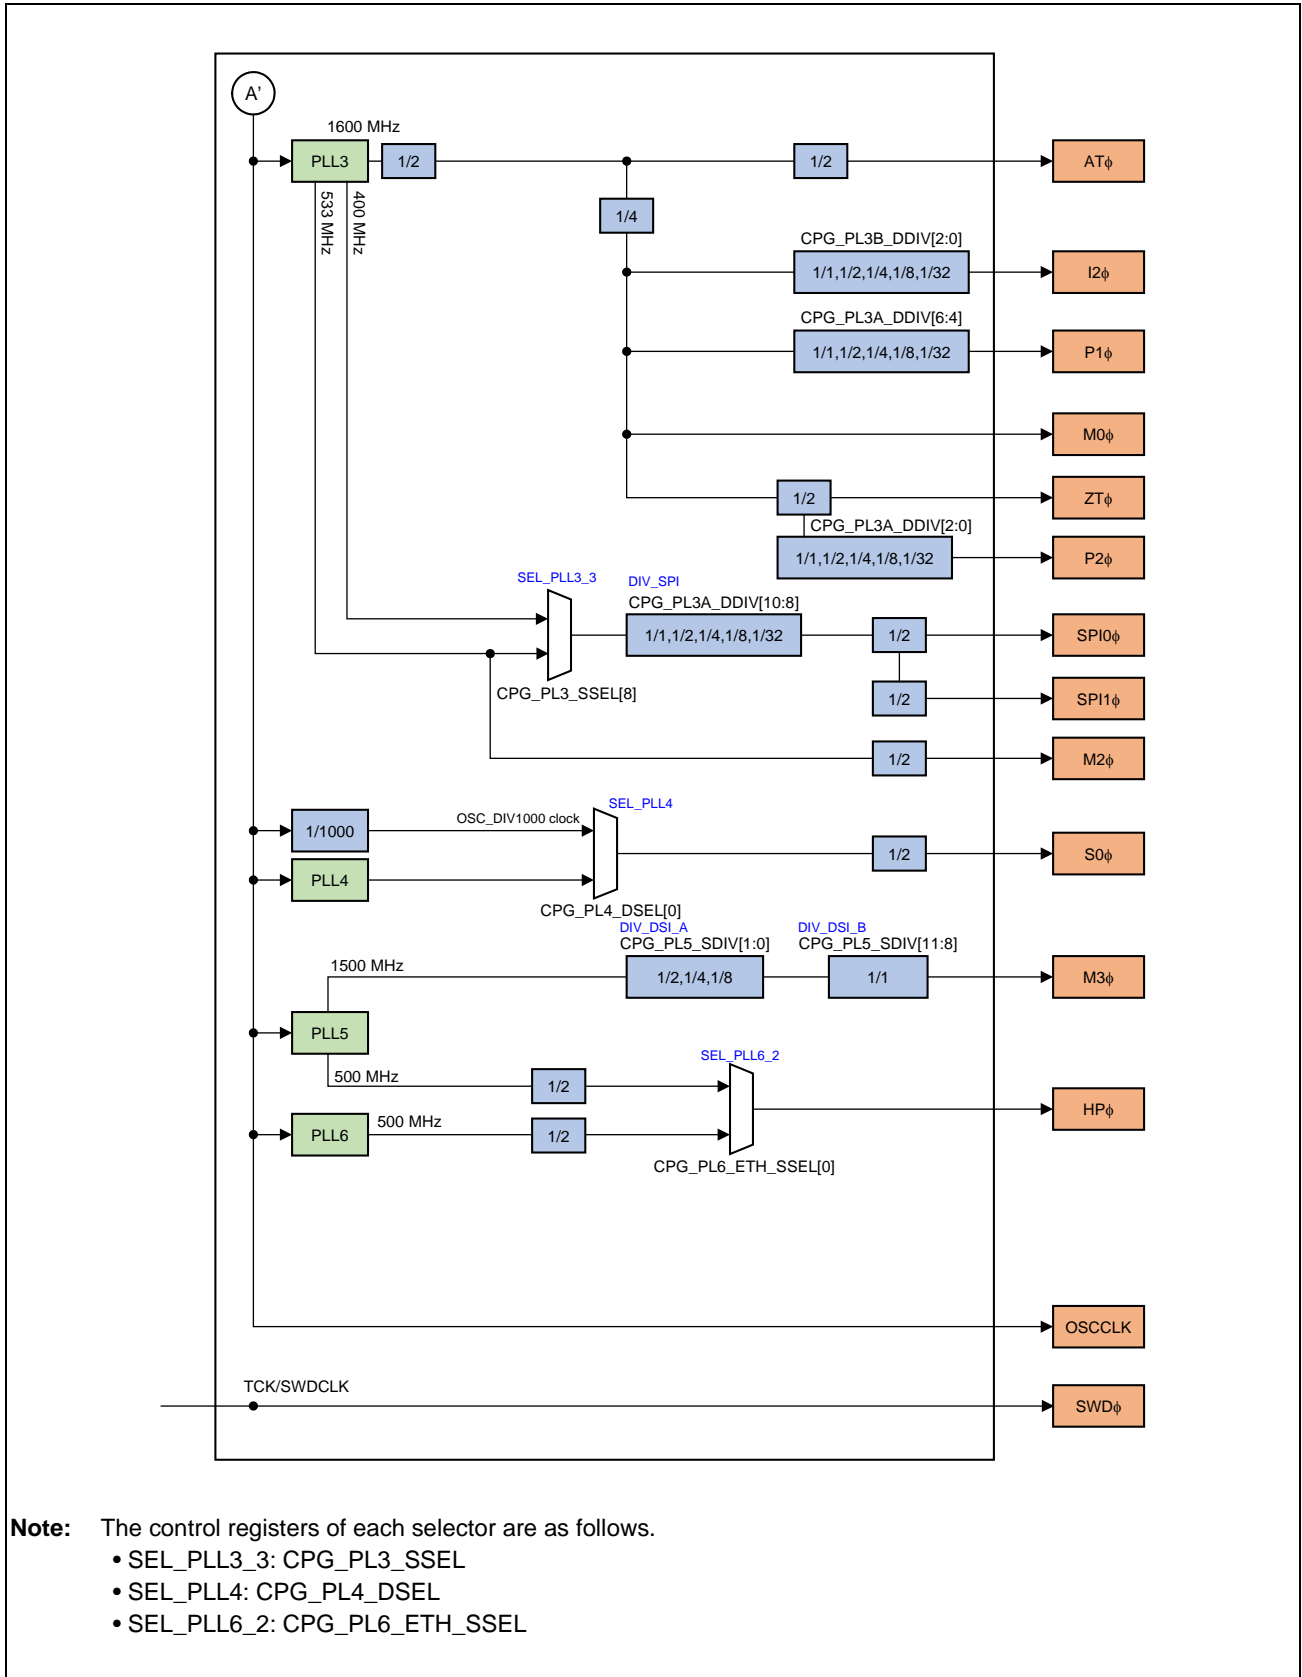 A’
1600 MHz
PLL3
1/2
1/2
ATϕ
533 MHz
400 MHz
1/4
CPG_PL3B_DDIV[2:0]
1/1,1/2,1/4,1/8,1/32
I2ϕ
CPG_PL3A_DDIV[6:4]
1/1,1/2,1/4,1/8,1/32
P1ϕ
M0ϕ
1/2
ZTϕ
CPG_PL3A_DDIV[2:0]
1/1,1/2,1/4,1/8,1/32
P2ϕ
SEL_PLL3_3
DIV_SPI
CPG_PL3A_DDIV[10:8]
1/1,1/2,1/4,1/8,1/32
1/2
SPI0ϕ
CPG_PL3_SSEL[8]
1/2
SPI1ϕ
1/2
M2ϕ
SEL_PLL4
1/1000
OSC_DIV1000 clock
1/2
S0ϕ
PLL4
CPG_PL4_DSEL[0]
DIV_DSI_A
CPG_PL5_SDIV[1:0]
DIV_DSI_B
CPG_PL5_SDIV[11:8]
1500 MHz
1/2,1/4,1/8
1/1
M3ϕ
PLL5
SEL_PLL6_2
500 MHz
1/2
HPϕ
PLL6
500 MHz
1/2
CPG_PL6_ETH_SSEL[0]
OSCCLK
TCK/SWDCLK
SWDϕ
Note: The control registers of each selector are as follows.
• SEL_PLL3_3: CPG_PL3_SSEL
• SEL_PLL4: CPG_PL4_DSEL
• SEL_PLL6_2: CPG_PL6_ETH_SSEL